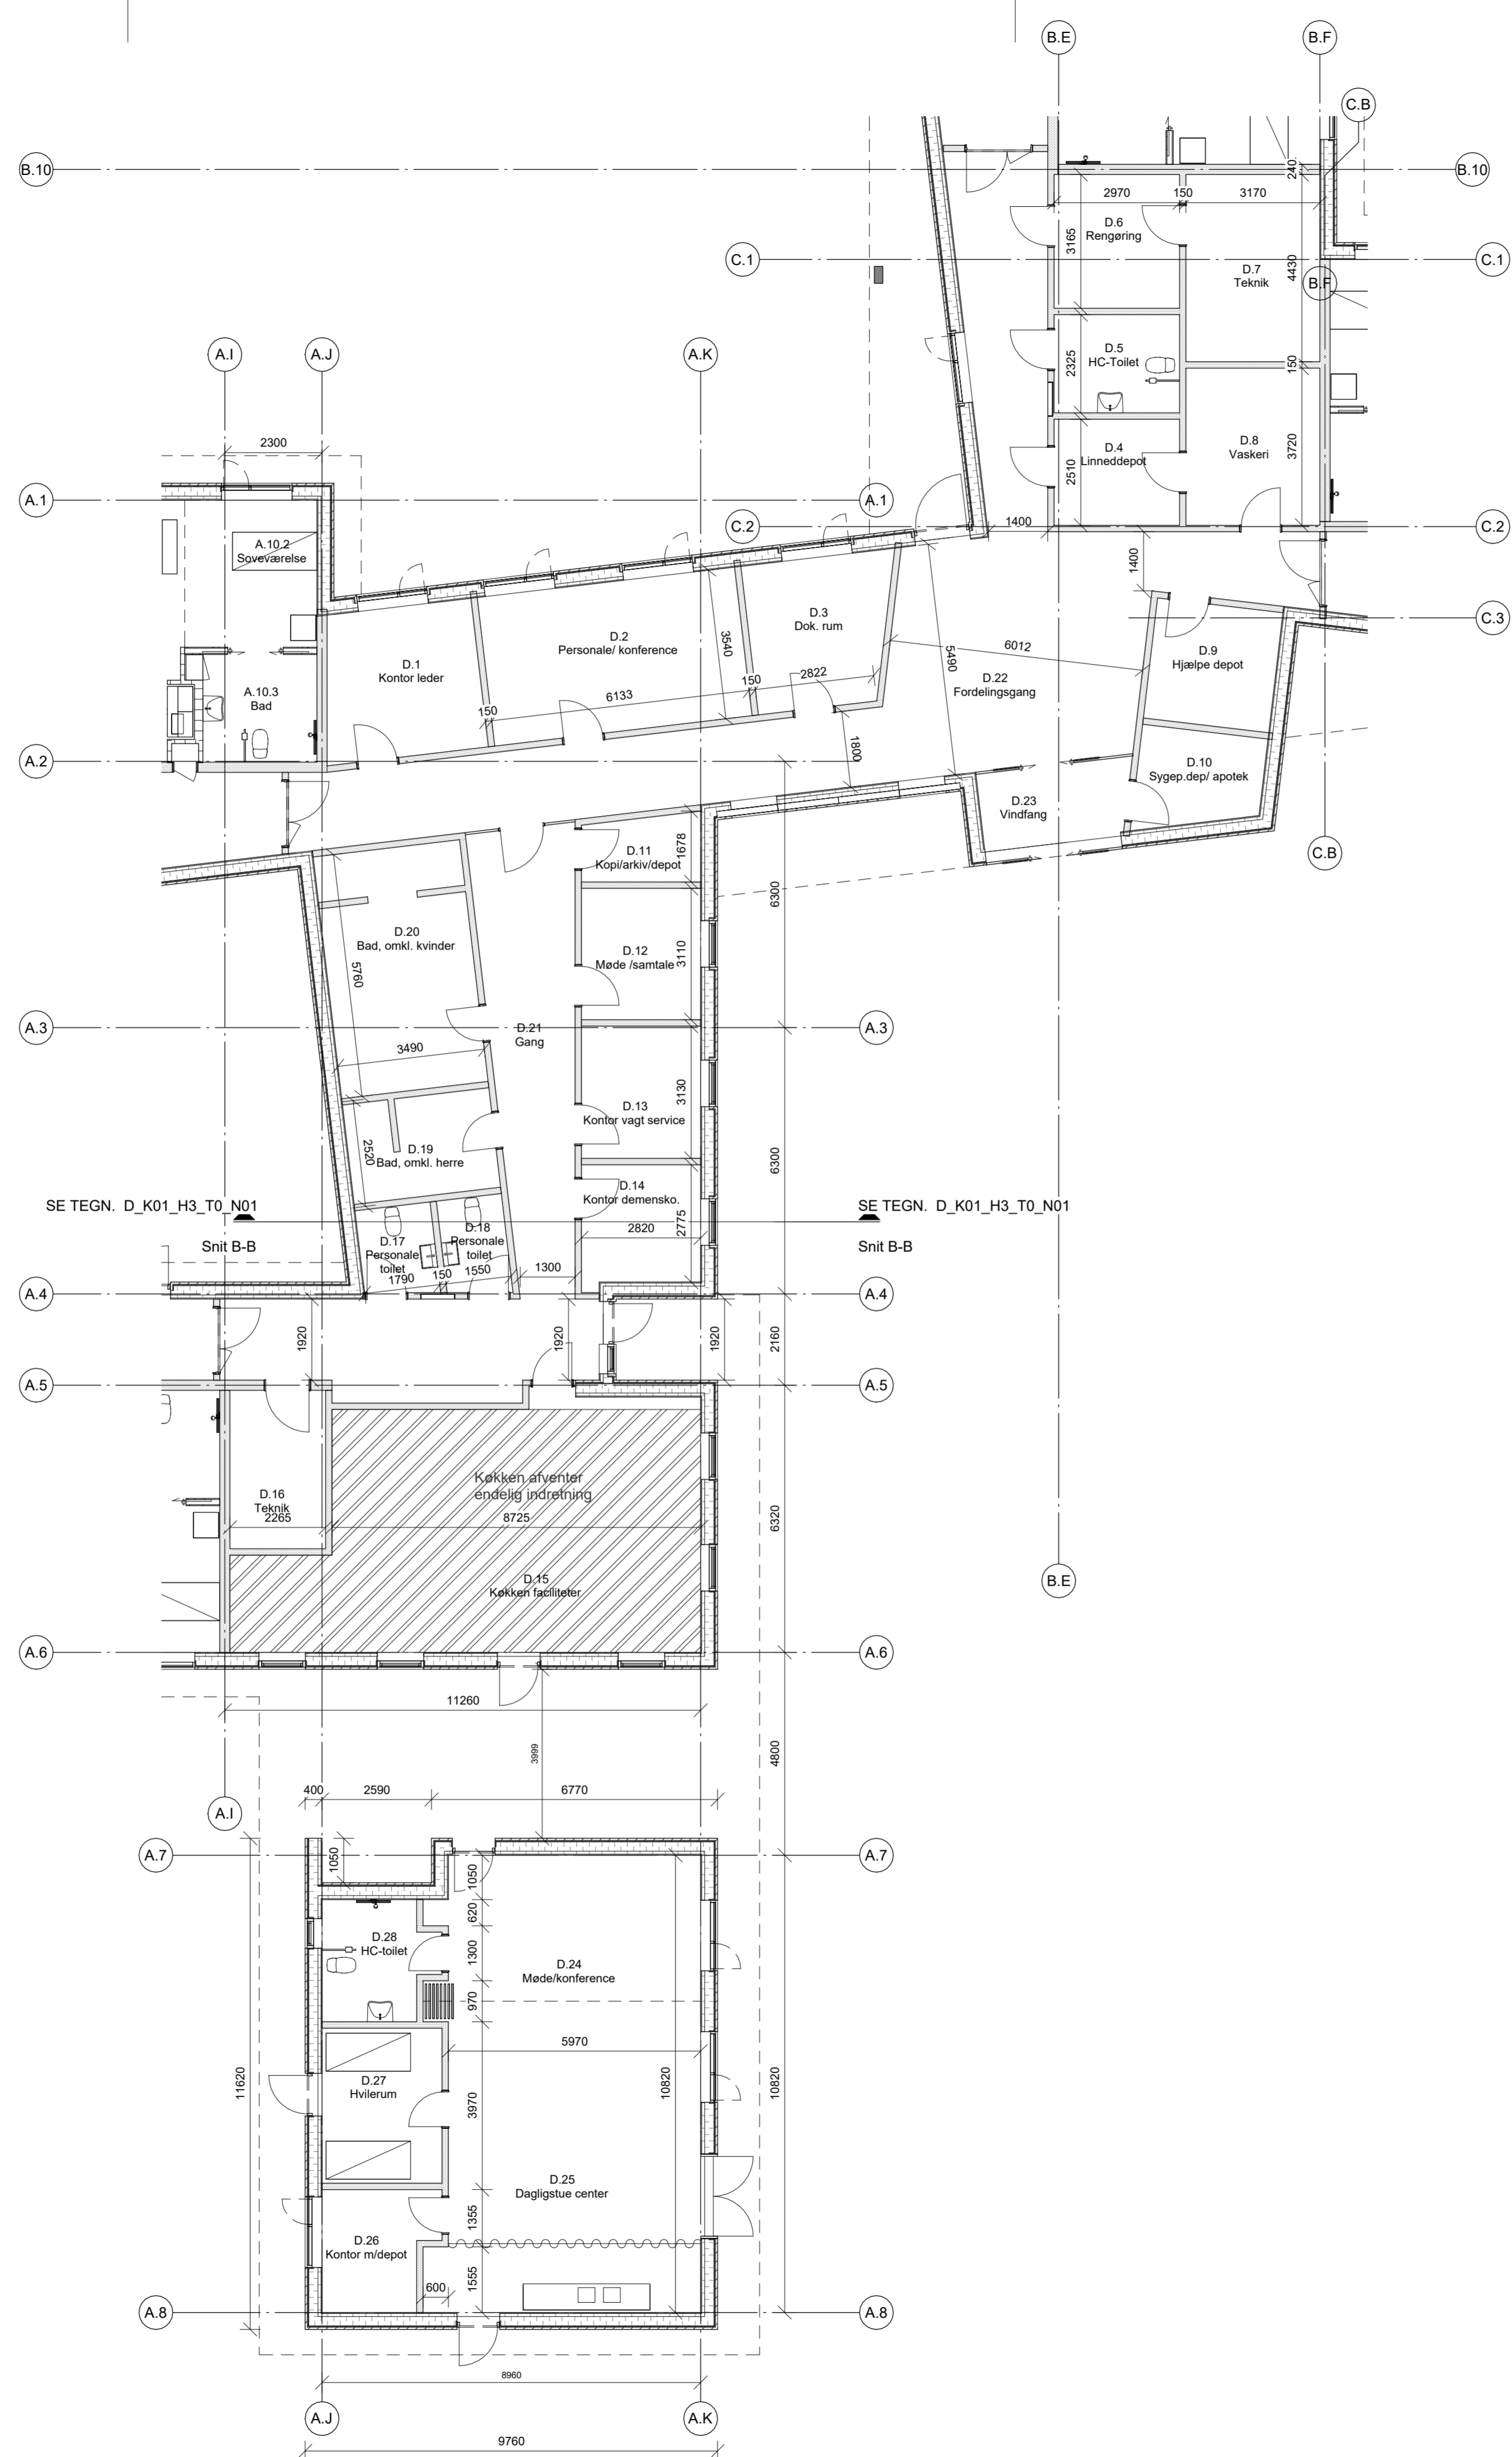 B.E
B.F
C.B
B.10
B.10
240
2970
150
3170
D.6
Rengøring
3165
C.1
C.1
D.7
Teknik
4430
B.F
A.I
A.J
A.K
D.5
HC-Toilet
2325
150
2300
D.4
Linneddepot
2510
D.8
Vaskeri
3720
A.1
A.1
C.2
1400
C.2
A.10.2
Soveværelse
1400
D.3
Dok. rum
C.3
D.2
Personale/ konference
3540
6012
5490
D.9
Hjælpe depot
D.1
Kontor leder
150
2822
D.22
Fordelingsgang
A.10.3
Bad
6133
150
1800
A.2
D.10
Sygep.dep/ apotek
D.23
Vindfang
D.11
Kopi/arkiv/depot
1678
C.B
6300
D.20
Bad, omkl. kvinder
5760
D.12
Møde /samtale
3110
A.3
D.21
Gang
A.3
3490
3130
D.13
Kontor vagt service
D.19
Bad, omkl. herre
2520
6300
D.14
Kontor demensko.
SE TEGN. D_K01_H3_T0_N01
SE TEGN. D_K01_H3_T0_N01
2820
2775
D.17
Personale
toilet
D.18
Personale
toilet
Snit B-B
Snit B-B
1790
150
1550
1300
A.4
A.4
1920
1920
1920
2160
A.5
A.5
Køkken afventer
endelig indretning
D.16
Teknik
2265
8725
6320
D.15
Køkken faciliteter
B.E
A.6
A.6
11260
3999
4800
400
2590
6770
A.I
A.7
A.7
1050
1050
620
D.28
HC-toilet
1300
D.24
Møde/konference
970
5970
D.27
Hvilerum
11620
3970
10820
10820
D.25
Dagligstue center
1355
D.26
Kontor m/depot
600
1555
A.8
A.8
8960
A.J
A.K
9760